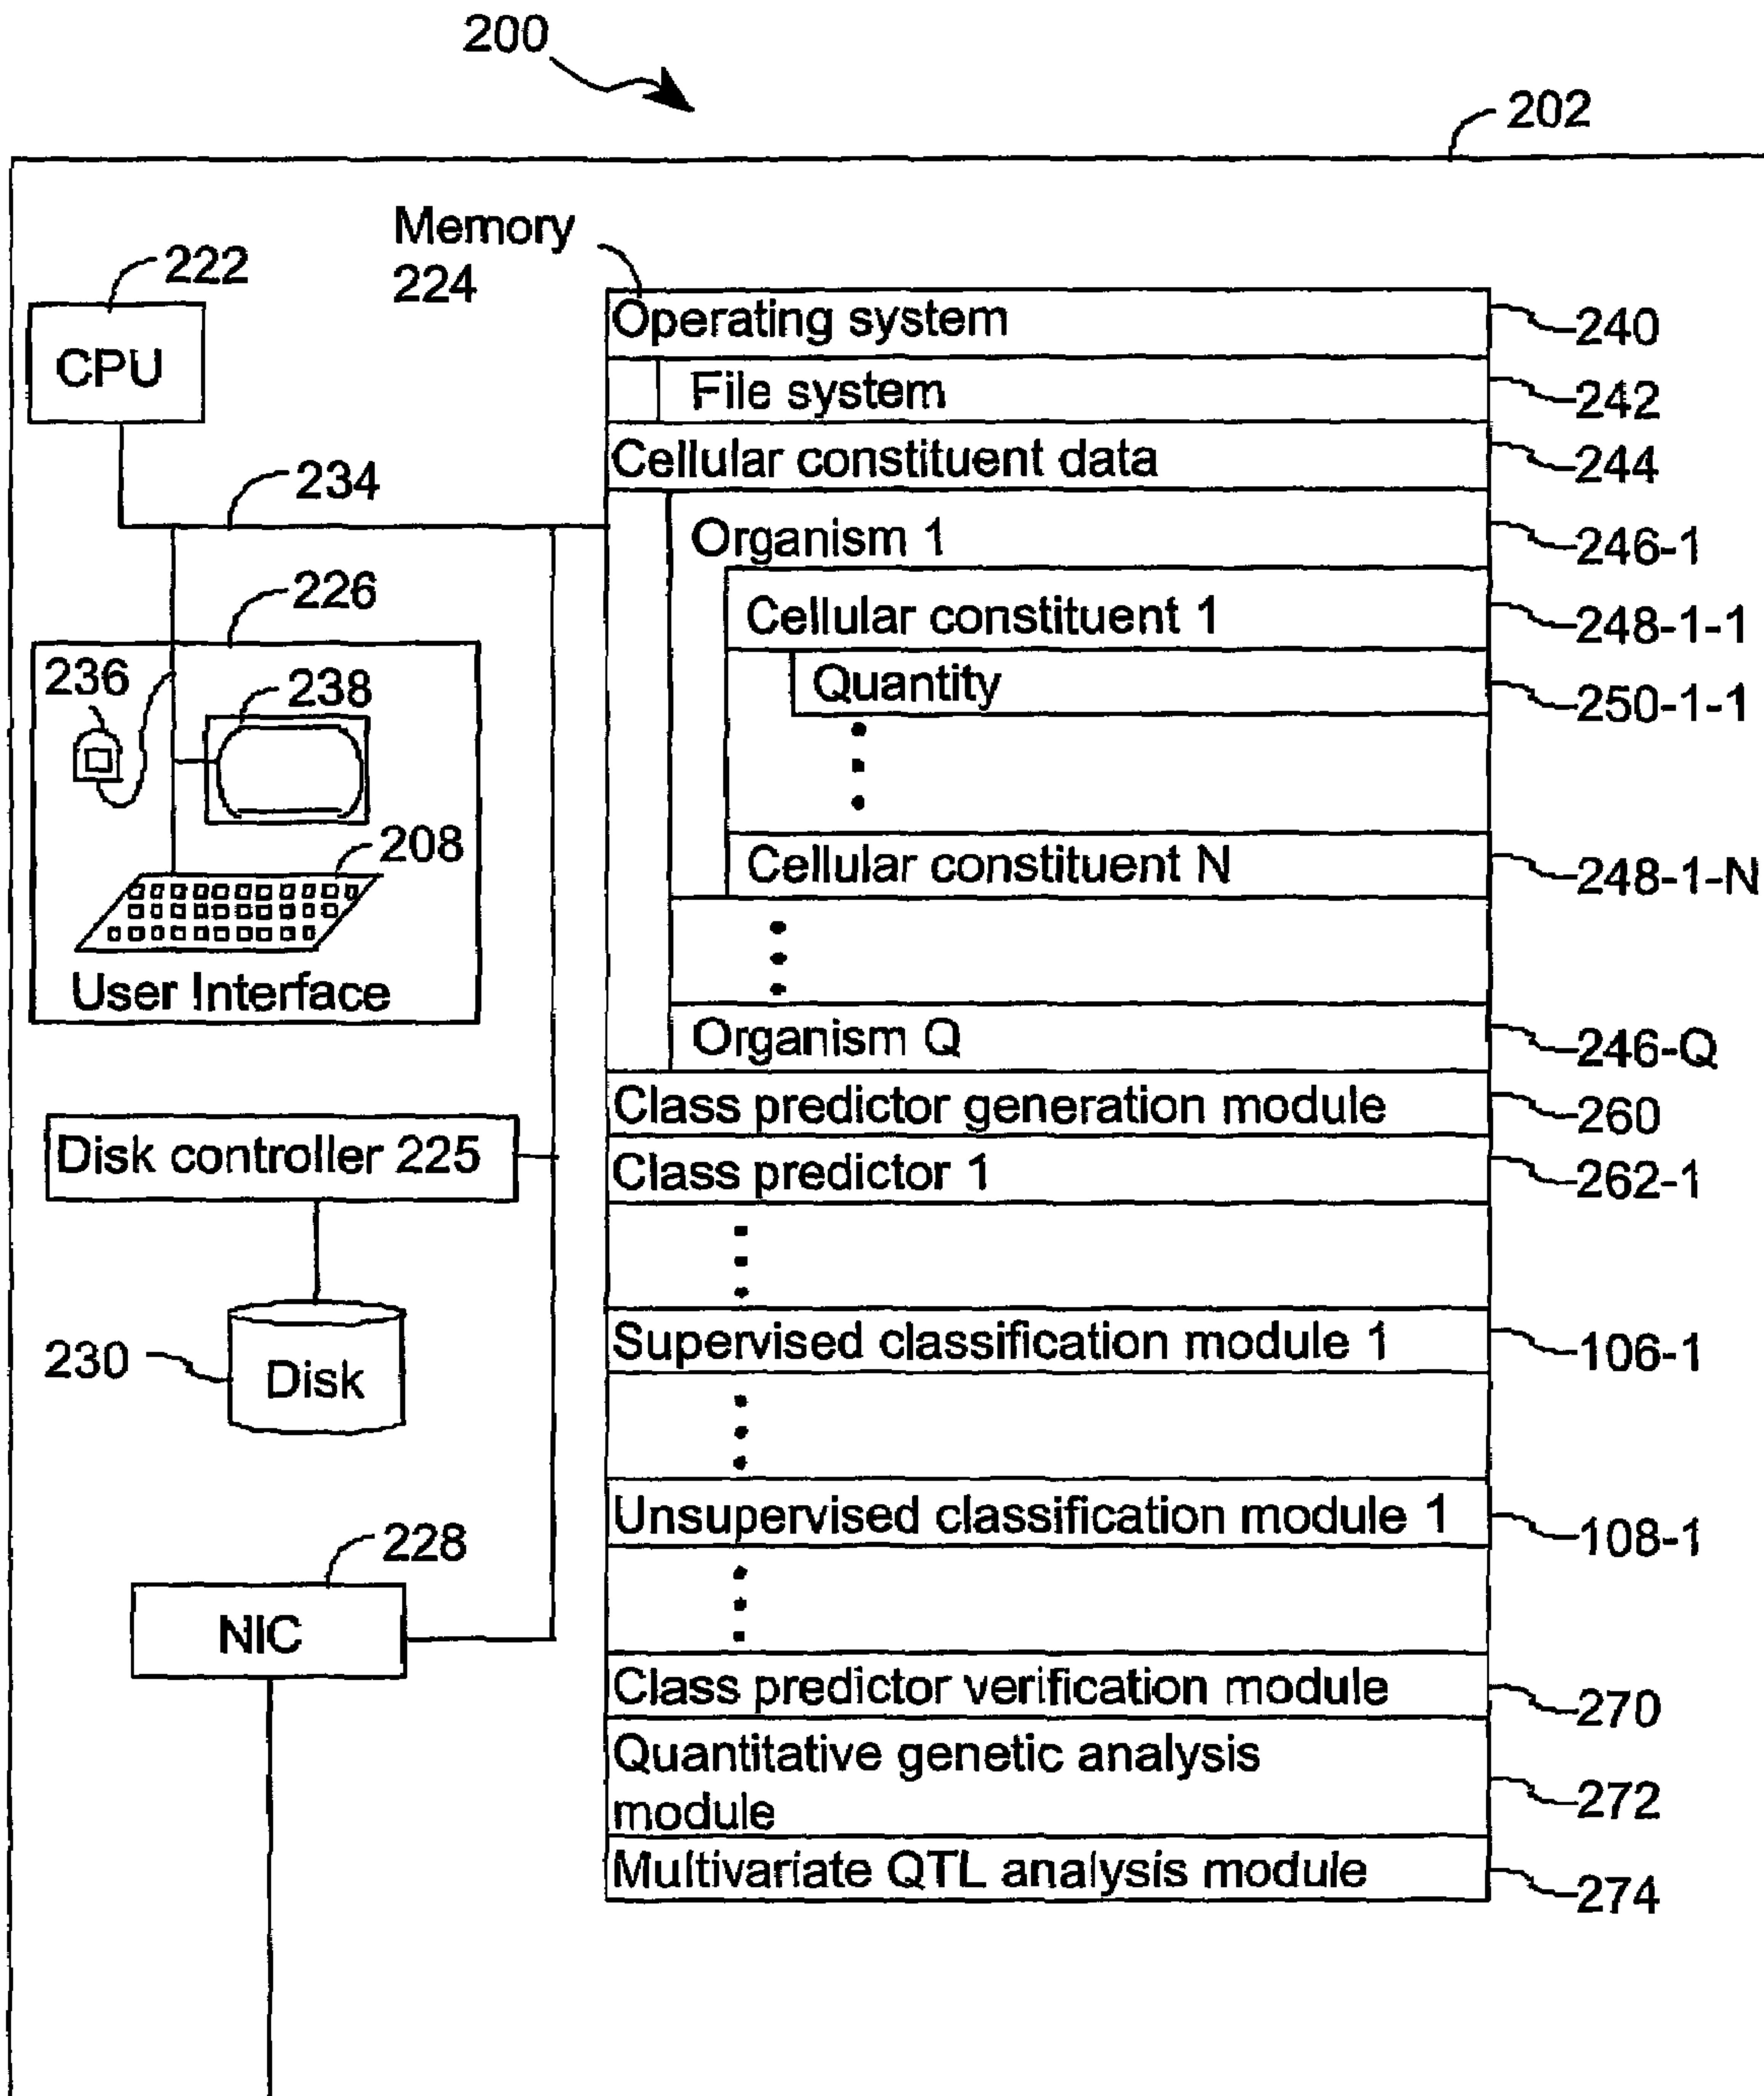 200
202
Memory
224
222
CPU
234
226
236
238
208
User Interface
Disk controller 225
230
Disk
228
NIC
Operating system
240
File system
242
Cellular constituent data
244
Organism 1
246-1
Cellular constituent 1
248-1-1
Quantity
250-1-1
Cellular constituent N
248-1-N
Organism Q
246-Q
Class predictor generation module
260
Class predictor 1
262-1
Supervised classification module 1
106-1
Unsupervised classification module 1
108-1
Class predictor verification module
270
Quantitative genetic analysis
module
272
Multivariate QTL analysis module
274